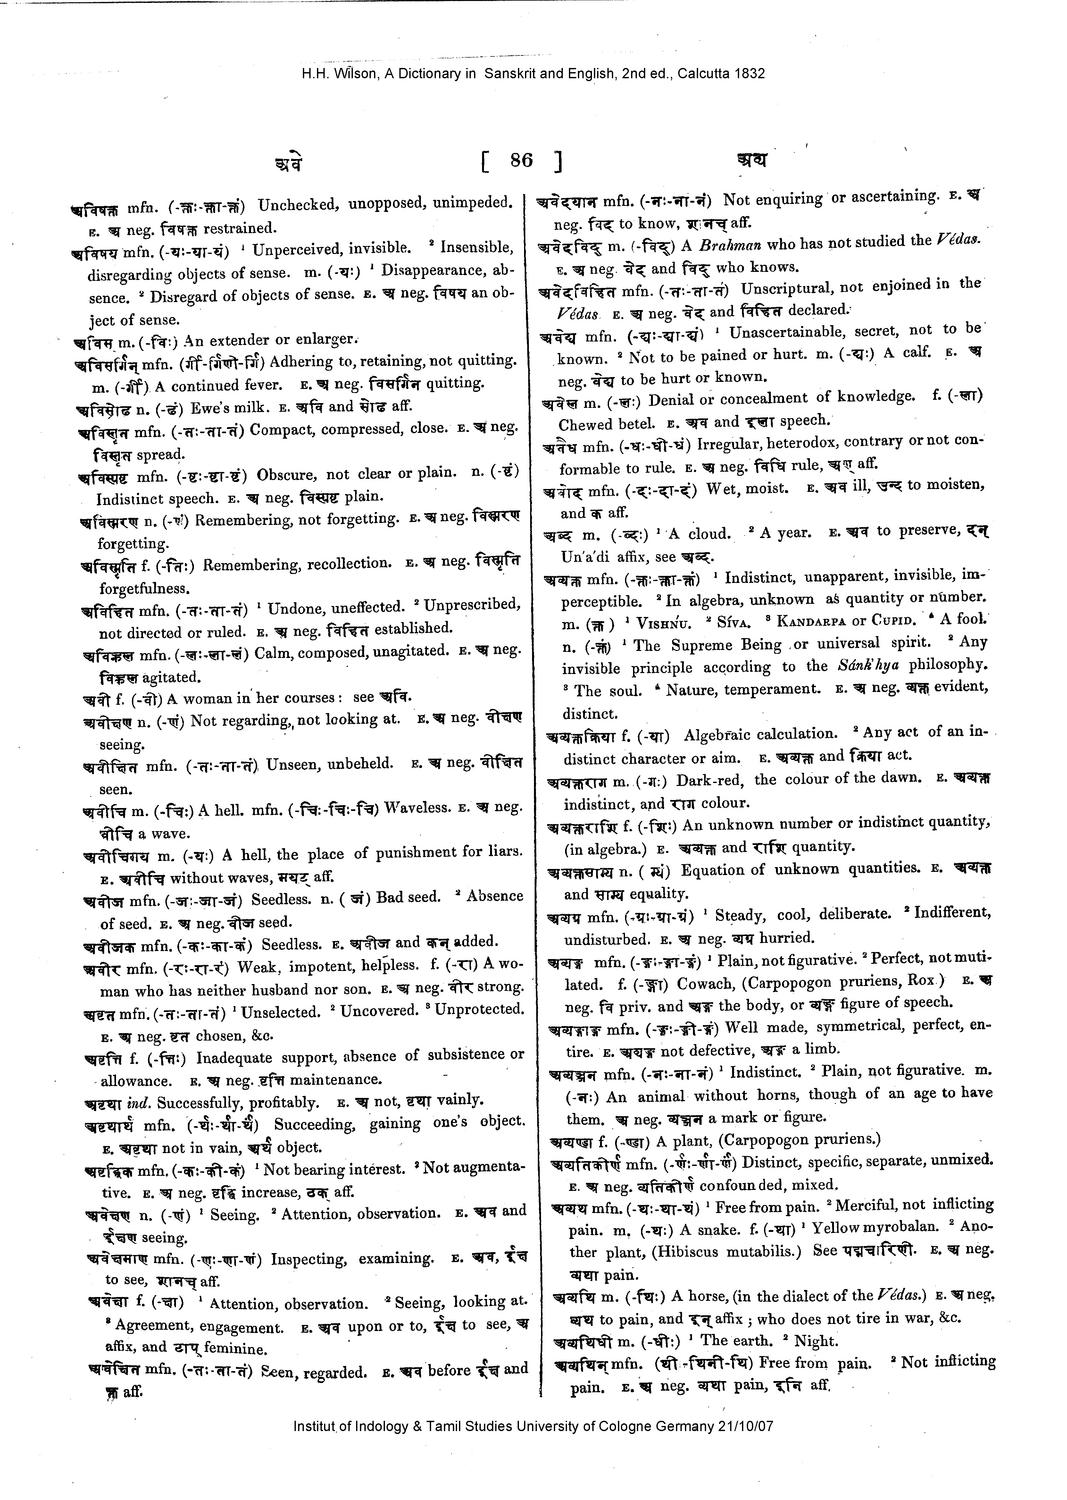 H.H. Wilson, A Dictionary in Sanskrit and English, 2nd ed., Calcutta 1832
अवे [ 86 ] अव्य
अविषक्त mfn. (-क्तः-क्ता-क्तं) Unchecked, unopposed, unimpeded.
E. अ neg. विषक्त restrained.
अविषय mfn. (-यः-या-यं) ¹ Unperceived, invisible. ² Insensible,
disregarding objects of sense. m. (-यः) ¹ Disappearance, ab-
sence. ² Disregard of objects of sense. E. अ neg. विषय an ob-
ject of sense.
अविस m. (-विः) An extender or enlarger.
अविसर्गिन् mfn. (र्गी-र्गिणी-र्गि) Adhering to, retaining, not quitting.
m. (-र्गी) A continued fever. E. अ neg. विसर्गिन quitting.
अविसोढ n. (-ढं) Ewe's milk. E. अवि and सोढ aff.
अविस्तृत mfn. (-तः-ता-तं) Compact, compressed, close. E. अ neg.
विस्तृत spread.
अविस्पष्ट mfn. (-ष्टः-ष्टा-ष्टं) Obscure, not clear or plain. n. (-ष्टं)
Indistinct speech. E. अ neg. विस्पष्ट plain.
अविस्मरण n. (-णं) Remembering, not forgetting. E. अ neg. विस्मरण
forgetting.
अविस्मृति f. (-तिः) Remembering, recollection. E. अ neg. विस्मृति
forgetfulness.
अविहित mfn. (-तः-ता-तं) ¹ Undone, uneffected. ² Unprescribed,
not directed or ruled. E. अ neg. विहित established.
अविह्वल mfn. (-लः-ला-लं) Calm, composed, unagitated. E. अ neg.
विह्वल agitated.
अवी f. (-वी) A woman in her courses: see अवि.
अवीक्षण n. (-णं) Not regarding, not looking at. E. अ neg. वीक्षण
seeing.
अवीक्षित mfn. (-तः-ता-तं) Unseen, unbeheld. E. अ neg. वीक्षित
seen.
अवीचि m. (-चिः) A hell. mfn. (-चिः-चिः-चि) Waveless. E. अ neg.
वीचि a wave.
अवीचिमय m. (-यः) A hell, the place of punishment for liars.
E. अवीचि without waves, मयट् aff.
अवीज mfn. (-जः-जा-जं) Seedless. n. ( जं) Bad seed. ² Absence
of seed. E. अ neg. वीज seed.
अवीजक mfn. (-कः-का-कं) Seedless. E. अवीज and कन् added.
अवीर mfn. (-रः-रा-रं) Weak, impotent, helpless. f. (-रा) A wo-
man who has neither husband nor son. E. अ neg. वीर strong.
अवृत mfn. (-तः-ता-तं) ¹ Unselected. ² Uncovered. ³ Unprotected.
E. अ neg. वृत chosen, &c.
अवृत्ति f. (-त्तिः) Inadequate support, absence of subsistence or
allowance. E. अ neg. वृत्ति maintenance.
अवृथा ind. Successfully, profitably. E. अ not, वृथा vainly.
अवृथार्थ mfn. (-र्थः-र्था-र्थं) Succeeding, gaining one's object.
E. अवृथा not in vain, अर्थ object.
अवृद्धिक mfn. (-कः-की-कं) ¹ Not bearing interest. ² Not augmenta-
tive. E. अ neg. वृद्धि increase, ठक् aff.
अवेक्षण n. (-णं) ¹ Seeing. ² Attention, observation. E. अव and
ईक्षण seeing.
अवेक्षमाण mfn. (-णः-णा-णं) Inspecting, examining. E. अव, ईक्ष
to see, शानच् aff.
अवेक्षा f. (-क्षा) ¹ Attention, observation. ² Seeing, looking at.
³ Agreement, engagement. E. अव upon or to, ईक्ष to see, अ
affix, and टाप् feminine.
अवेक्षित mfn. (-तः-ता-तं) Seen, regarded. E. अव before ईक्ष and
क्त aff.
अवेदयान mfn. (-नः-ना-नं) Not enquiring or ascertaining. E. अ
neg. विद to know, शानच् aff.
अवेदविद् m. (-विद्) A Brahman who has not studied the Védas.
E. अ neg. वेद and विद् who knows.
अवेदविहित mfn. (-तः-ता-तं) Unscriptural, not enjoined in the
Védas E. अ neg. वेद and विहित declared.
अवेद्य mfn. (-द्यः-द्या-द्यं) ¹ Unascertainable, secret, not to be
known. ² Not to be pained or hurt. m. (-द्यः) A calf. E. अ
neg. वेद्य to be hurt or known.
अवेल m. (-लः) Denial or concealment of knowledge. f. (-ला)
Chewed betel. E. अव and इला speech.
अवैध mfn. (-धः-धी-धं) Irregular, heterodox, contrary or not con-
formable to rule. E. अ neg. विधि rule, अण् aff.
अवोद mfn. (-दः-दा-दं) Wet, moist. E. अव ill, उन्द to moisten,
and क aff.
अब्द m. (-ब्दः) ¹ A cloud. ² A year. E. अव to preserve, दन्
Un'a'di affix, see अब्द.
अव्यक्त mfn. (-क्तः-क्ता-क्तं) ¹ Indistinct, unapparent, invisible, im-
perceptible. ² In algebra, unknown as quantity or number.
m. (क्त ) ¹ VISHNU. ² SÍVA. ³ KANDARPA or CUPID. ⁴ A fool.
n. (-क्तं) ¹ The Supreme Being or universal spirit. ² Any
invisible principle according to the Sánk'hya philosophy.
³ The soul. ⁴ Nature, temperament. E. अ neg. व्यक्त evident,
distinct.
अव्यक्तक्रिया f. (-या) Algebraic calculation. ² Any act of an in-
distinct character or aim. E. अव्यक्त and क्रिया act.
अव्यक्तराग m. (-गः) Dark-red, the colour of the dawn. E. अव्यक्त
indistinct, and राग colour.
अव्यक्तराशि f. (-शिः) An unknown number or indistinct quantity,
(in algebra.) E. अव्यक्त and राशि quantity.
अव्यक्तसाम्य n. ( म्यं) Equation of unknown quantities. E. अव्यक्त
and साम्य equality.
अव्यग्र mfn. (-ग्रः-ग्रा-ग्रं) ¹ Steady, cool, deliberate. ² Indifferent,
undisturbed. E. अ neg. व्यग्र hurried.
अव्यङ्ग mfn. (-ङ्गः-ङ्गा-ङ्गं) ¹ Plain, not figurative. ² Perfect, not muti-
lated. f. (-ङ्गा) Cowach, (Carpopogon pruriens, Rox ) E. अ
neg. वि priv. and अङ्ग the body, or व्यङ्ग figure of speech.
अव्यङ्गाङ्ग mfn. (-ङ्गः-ङ्गी-ङ्गं) Well made, symmetrical, perfect, en-
tire. E. अव्यङ्ग not defective, अङ्ग a limb.
अव्यञ्जन mfn. (-नः-ना-नं) ¹ Indistinct. ² Plain, not figurative. m.
(-नः) An animal without horns, though of an age to have
them. अ neg. व्यञ्जन a mark or figure.
अव्यण्डा f. (-ण्डा) A plant, (Carpopogon pruriens.)
अव्यतिकीर्ण mfn. (-र्णः-र्णा-र्णं) Distinct, specific, separate, unmixed.
E. अ neg. व्यतिकीर्ण confounded, mixed.
अव्यथ mfn. (-थः-था-थं) ¹ Free from pain. ² Merciful, not inflicting
pain. m. (-थः) A snake. f. (-था) ¹ Yellow myrobalan. ² Ano-
ther plant, (Hibiscus mutabilis.) See पद्मचारिणी. E. अ neg.
व्यथा pain.
अव्यथि m. (-थिः) A horse, (in the dialect of the Védas.) E. अ neg.
व्यथ to pain, and इन् affix; who does not tire in war, &c.
अव्यथिषी m. (-षीः) ¹ The earth. ² Night.
अव्यथिन् mfn. (थी -थिनी-थि) Free from pain. ² Not inflicting
pain. E. अ neg. व्यथा pain, इनि aff.
Institut of Indology & Tamil Studies University of Cologne Germany 21/10/07